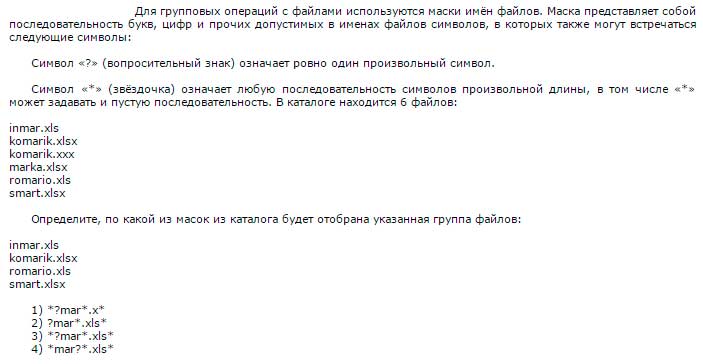 Для групповых операций с файлами используются маски имён файлов. Маска представляет собой
последовательность букв, цифр и прочих допустимых в именах файлов символов, в которых также могут встречаться
следующие символы:
Символ «?» (вопросительный знак) означает ровно один произвольный символ.
Символ «*» (звёздочка) означает любую последовательность символов произвольной длины, в том числе «*»
может задавать и пустую последовательность. В каталоге находится 6 файлов:
inmar.xls
komarik.xlsx
komarik.xxx
marka.xlsx
romario.xls
smart.xlsx
Определите, по какой из масок из каталога будет отобрана указанная группа файлов:
inmar.xls
komarik.xlsx
romario.xls
smart.xlsx
1) *?mar*.x*
2) ?mar*.xls*
3) *?mar*.xls*
4) *mar?*.xls*